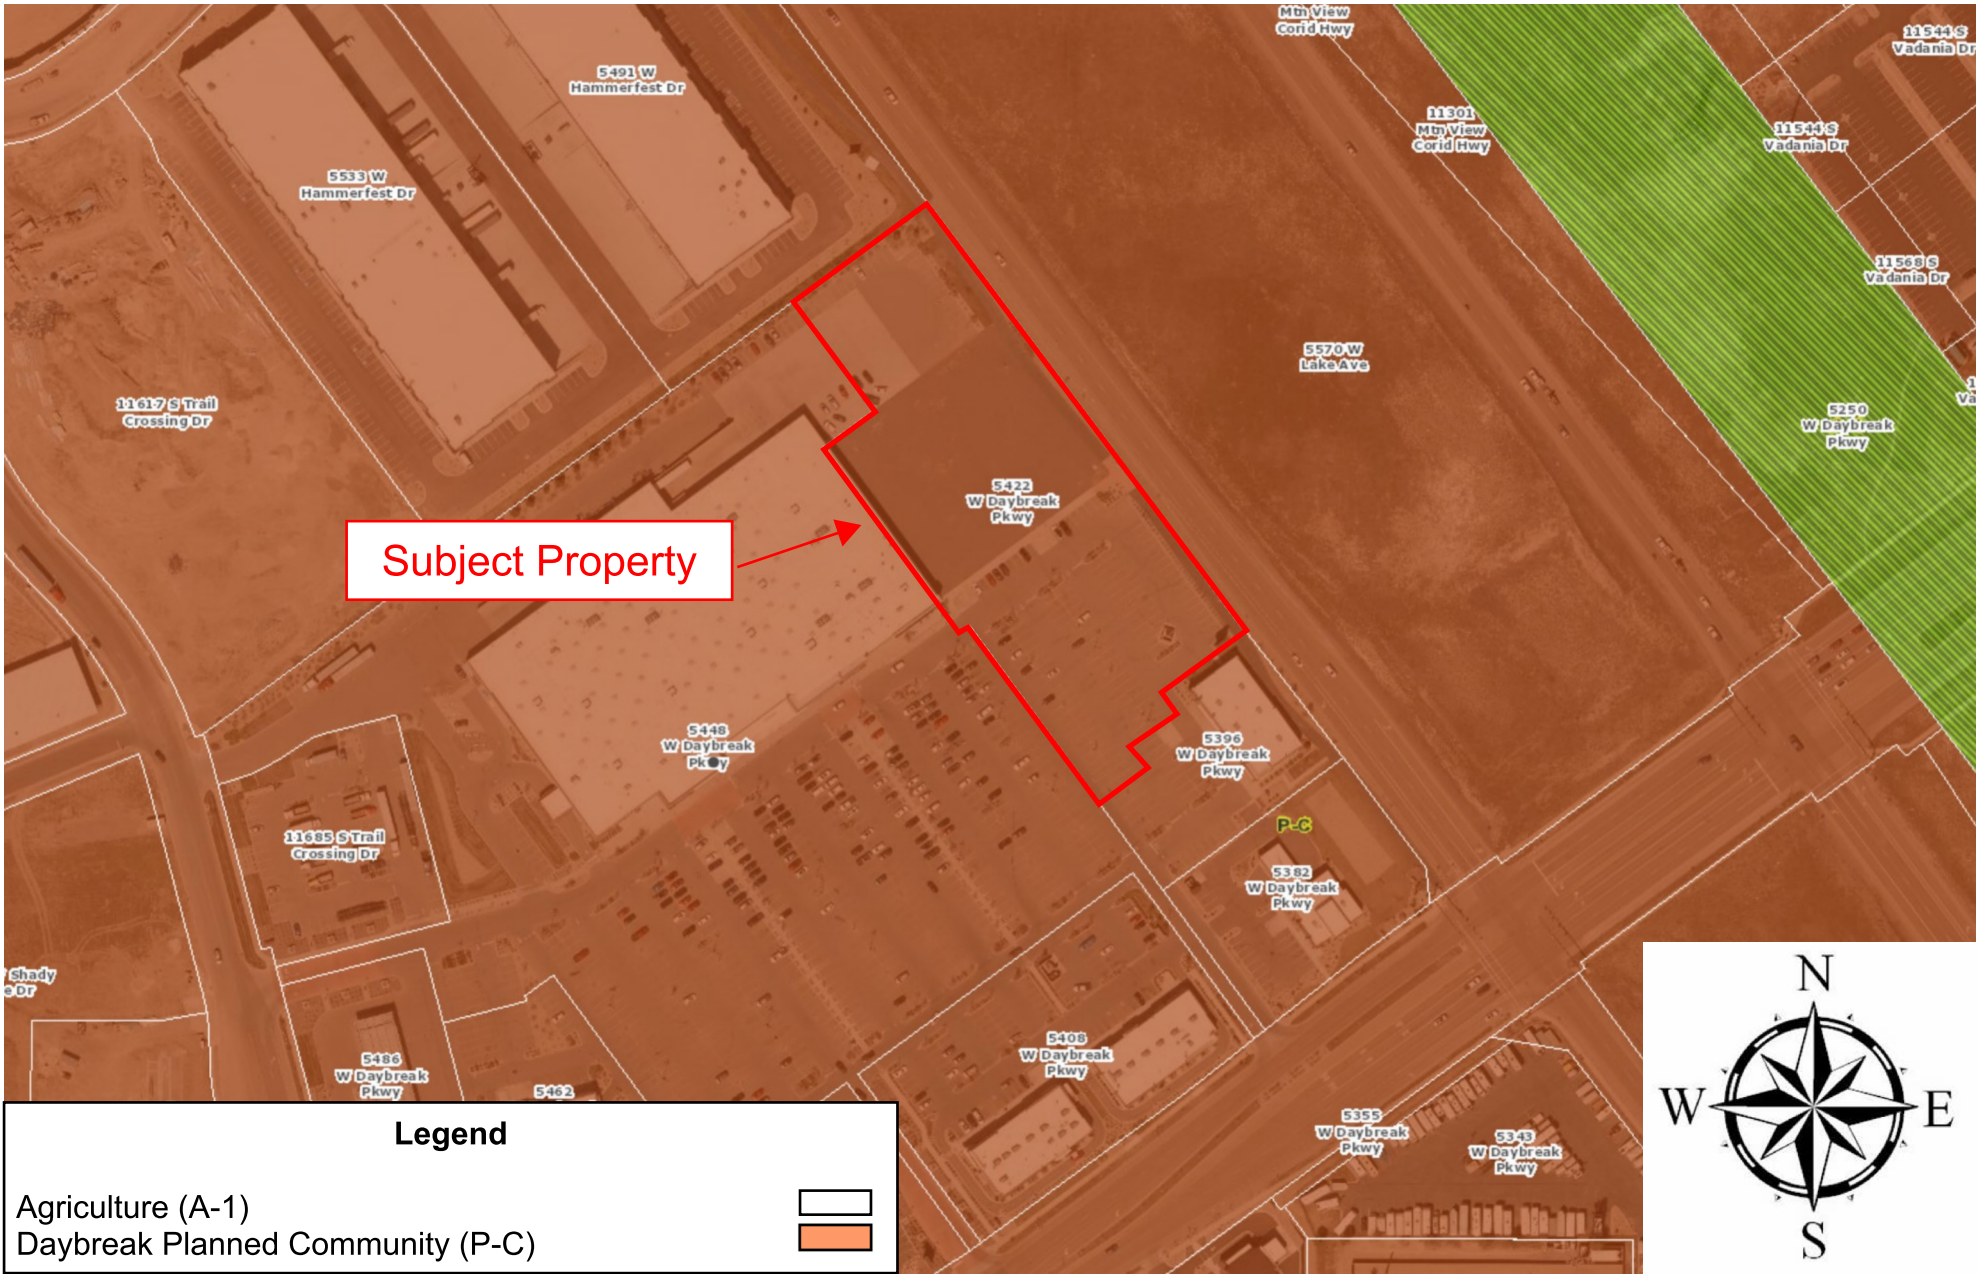 Mtn View
Corid Hwy
11544 S
Vadania Dr
5491 W
Hammerfest Dr
11301
Mtn View
Corid Hwy
11544 S
Vadania Dr
5533 W
Hammerfest Dr
11568 S
Vadania Dr
5570 W
Lake Ave
1
Va
11617 S Trail
Crossing Dr
5250
W Daybreak
Pkwy
5422
W Daybreak
Pkwy
Subject Property
5448
W Daybreak
5396
W Daybreak
Pkwy
P-C
11685 S Trail
Crossing Dr
5382
W Daybreak
Pkwy
Shady
e Dr
5408
W Daybreak
Pkwy
5486
W Daybreak
Pkwy
5462
5355
W Daybreak
Pkwy
5343
W Daybreak
Pkwy
Legend
Agriculture (A-1)
Daybreak Planned Community (P-C)
N
W
E
S